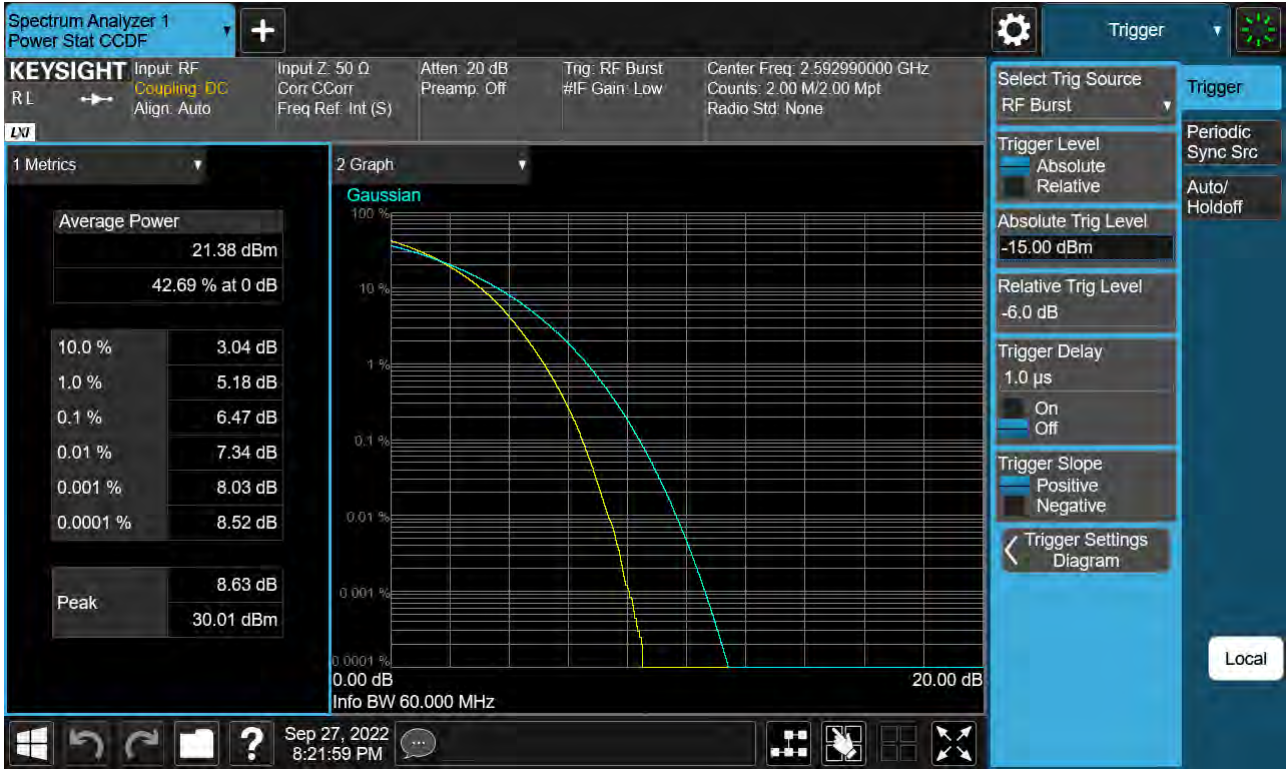 Spectrum Analyzer 1
Power Stat CCDF
+
Trigger
KEYSIGHT
R L
LXI
Input: RF
Coupling: DC
Align: Auto
Input Z: 50 Ω
Corr CCorr
Freq Ref: Int (S)
Atten: 20 dB
Preamp: Off
Trig: RF Burst
#IF Gain: Low
Center Freq: 2.592990000 GHz
Counts: 2.00 M/2.00 Mpt
Radio Std: None
1 Metrics
Average Power
21.38 dBm
42.69 % at 0 dB
10.0 % 3.04 dB
1.0 % 5.18 dB
0.1 % 6.47 dB
0.01 % 7.34 dB
0.001 % 8.03 dB
0.0001 % 8.52 dB
Peak
8.63 dB
30.01 dBm
2 Graph
Gaussian
100 %
10 %
1 %
0.1 %
0.01 %
0.001 %
0.0001 %
0.00 dB 20.00 dB
Info BW 60.000 MHz
Select Trig Source
RF Burst
Trigger Level
Absolute
Relative
Absolute Trig Level
-15.00 dBm
Relative Trig Level
-6.0 dB
Trigger Delay
1.0 µs
On
Off
Trigger Slope
Positive
Negative
Trigger Settings
Diagram
Trigger
Periodic
Sync Src
Auto/
Holdoff
Local
?
Sep 27, 2022
8:21:59 PM